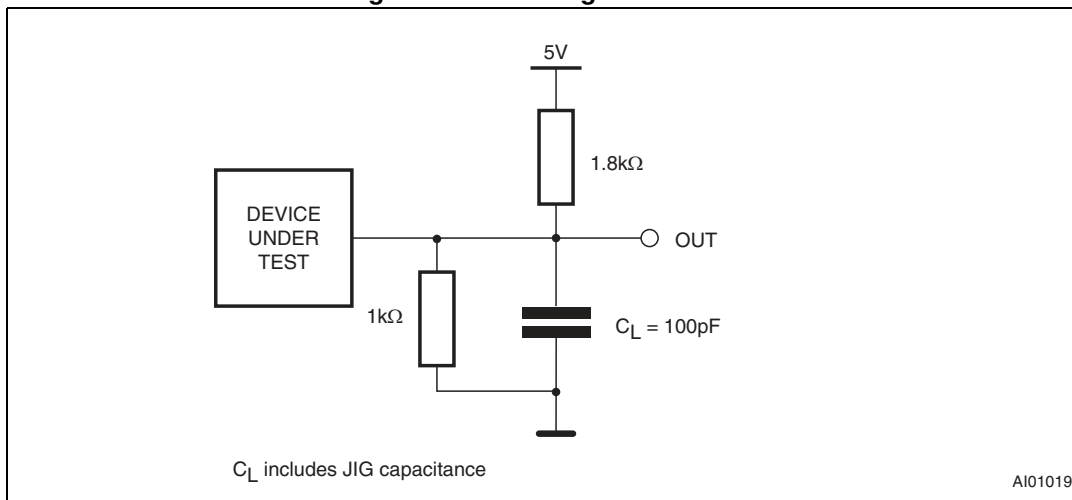 5V
1.8kΩ
DEVICE
UNDER
TEST
OUT
1kΩ
CL = 100pF
CL includes JIG capacitance
AI01019